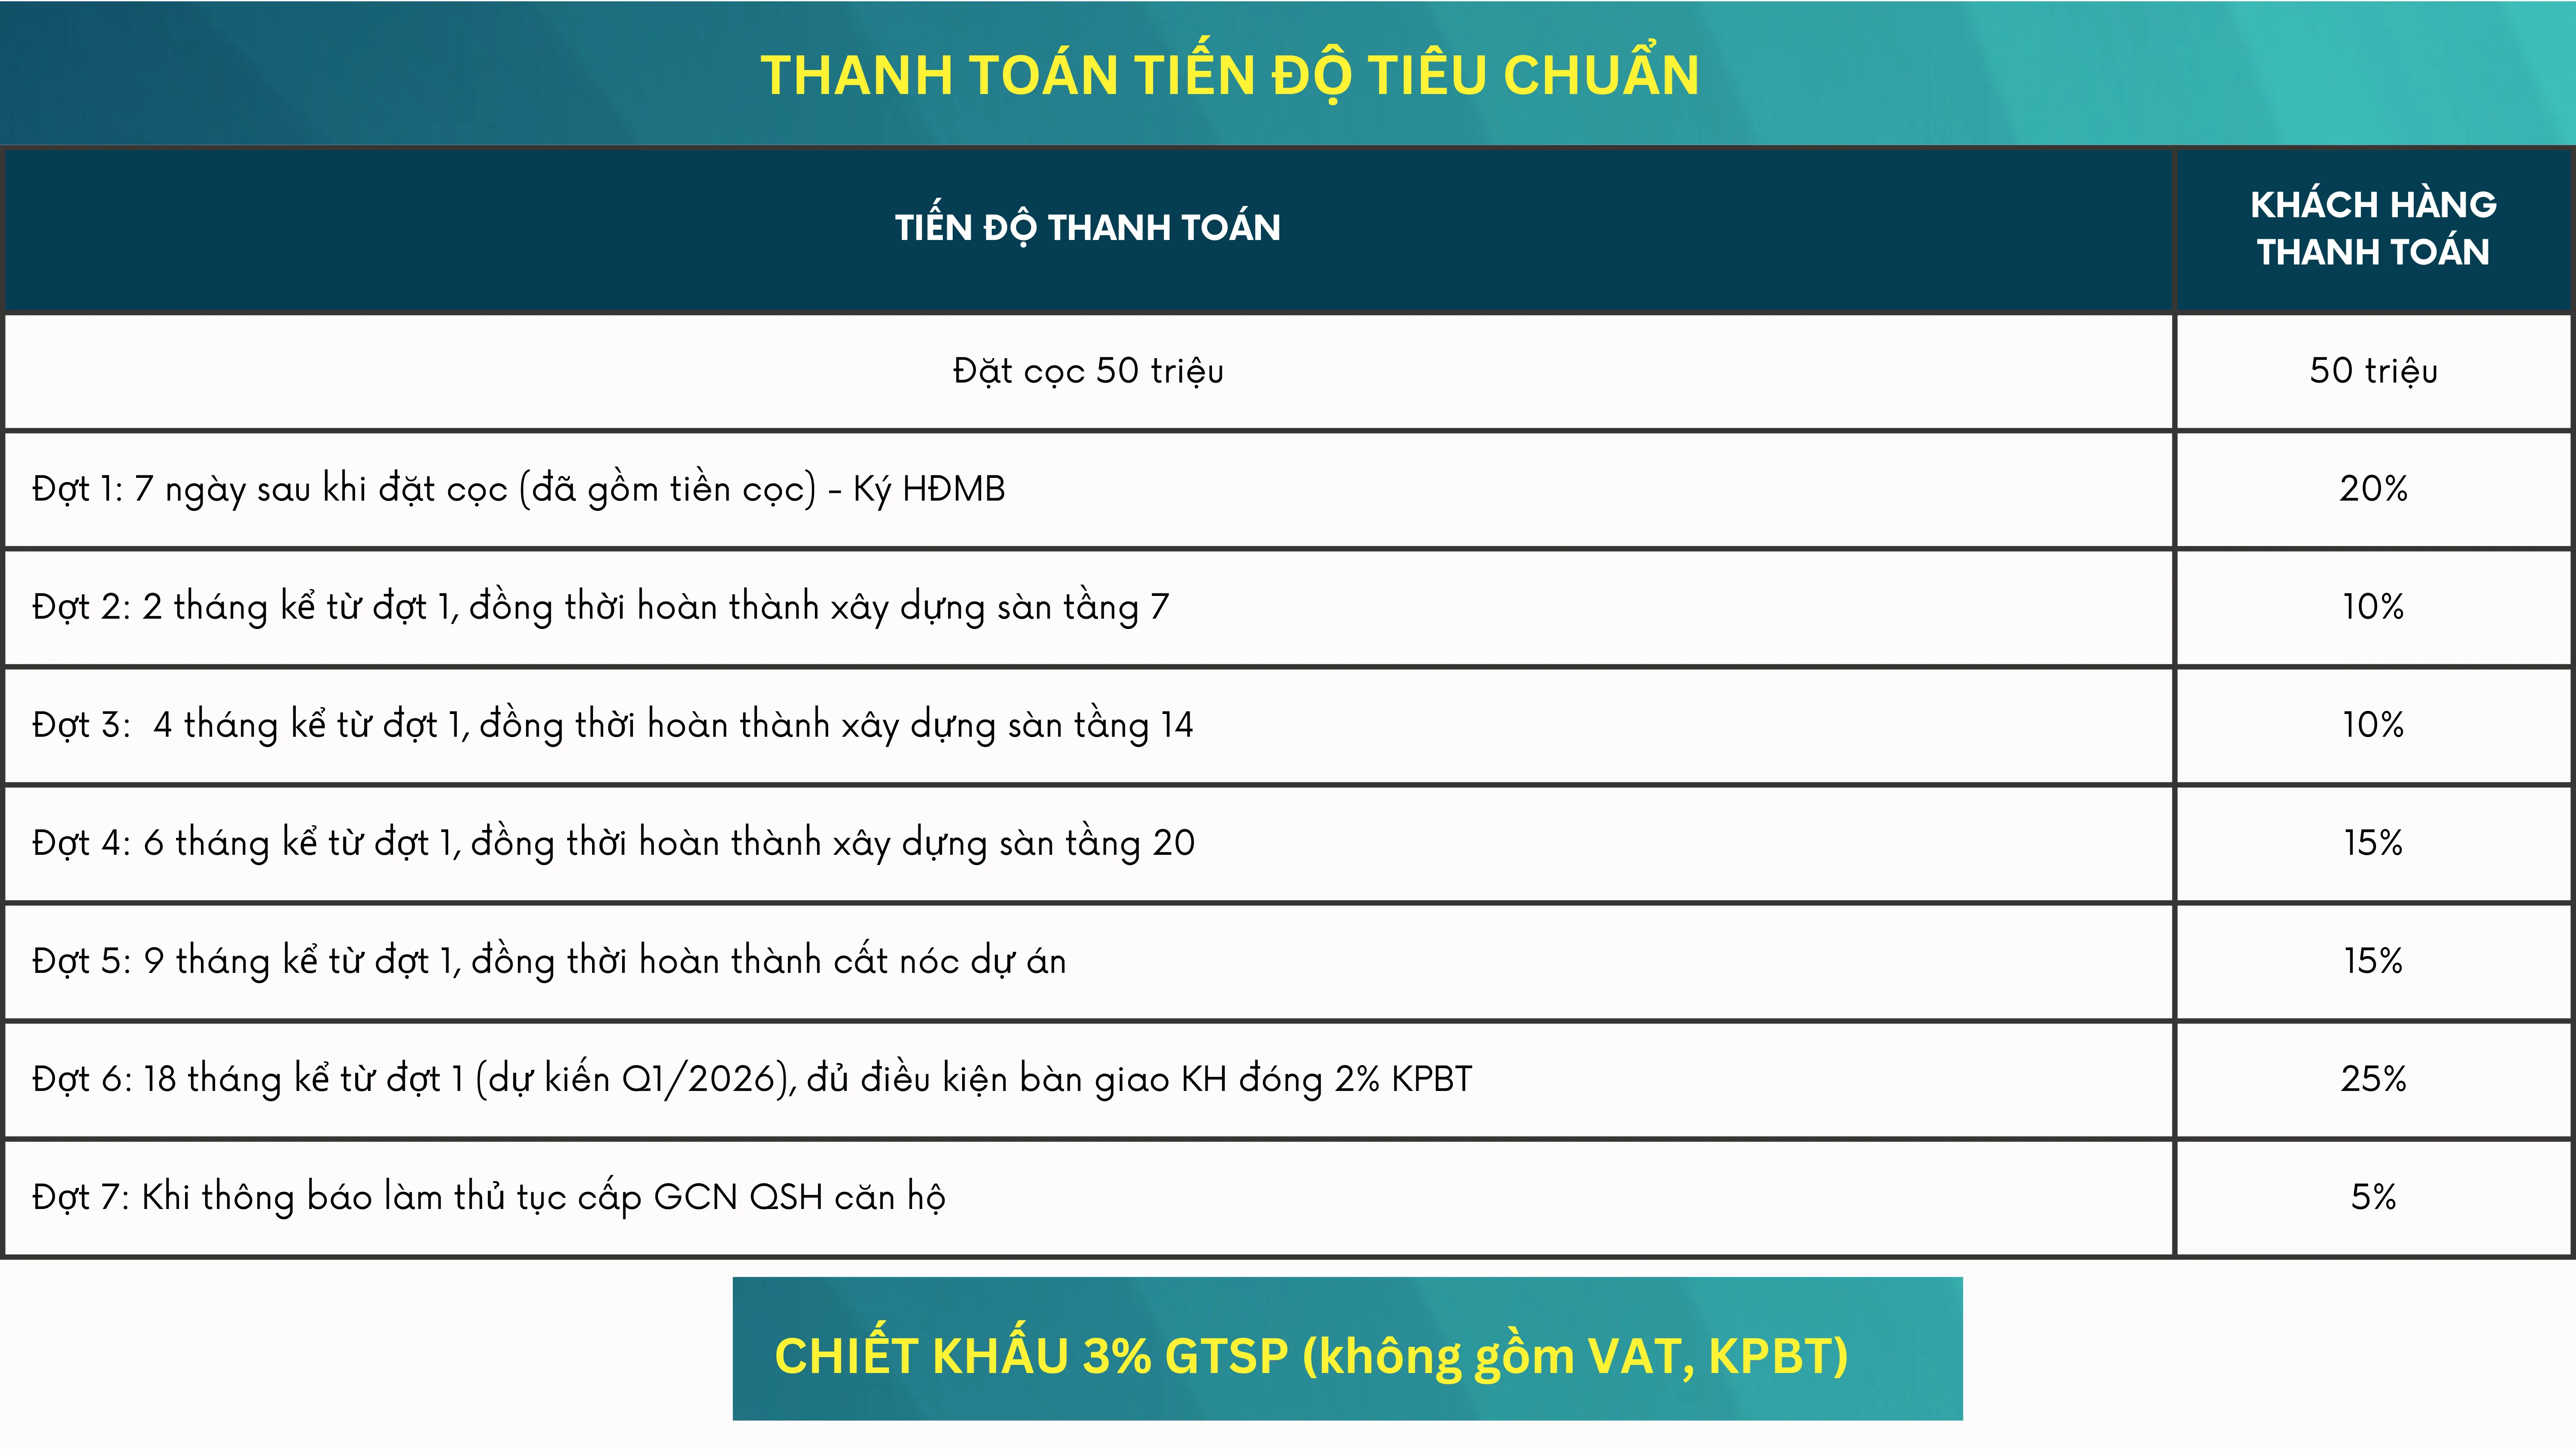 THANH TOÁN TIẾN ĐỘ TIÊU CHUẨN
TIẾN ĐỘ THANH TOÁN
KHÁCH HÀNG
THANH TOÁN
Đặt cọc 50 triệu
50 triệu
Đợt 1: 7 ngày sau khi đặt cọc (đã gồm tiền cọc) - Ký HĐMB
20%
Đợt 2: 2 tháng kể từ đợt 1, đồng thời hoàn thành xây dựng sàn tầng 7
10%
Đợt 3: 4 tháng kể từ đợt 1, đồng thời hoàn thành xây dựng sàn tầng 14
10%
Đợt 4: 6 tháng kể từ đợt 1, đồng thời hoàn thành xây dựng sàn tầng 20
15%
Đợt 5: 9 tháng kể từ đợt 1, đồng thời hoàn thành cất nóc dự án
15%
Đợt 6: 18 tháng kể từ đợt 1 (dự kiến Q1/2026), đủ điều kiện bàn giao KH đóng 2% KPBT
25%
Đợt 7: Khi thông báo làm thủ tục cấp GCN QSH căn hộ
5%
CHIẾT KHẤU 3% GTSP (không gồm VAT, KPBT)